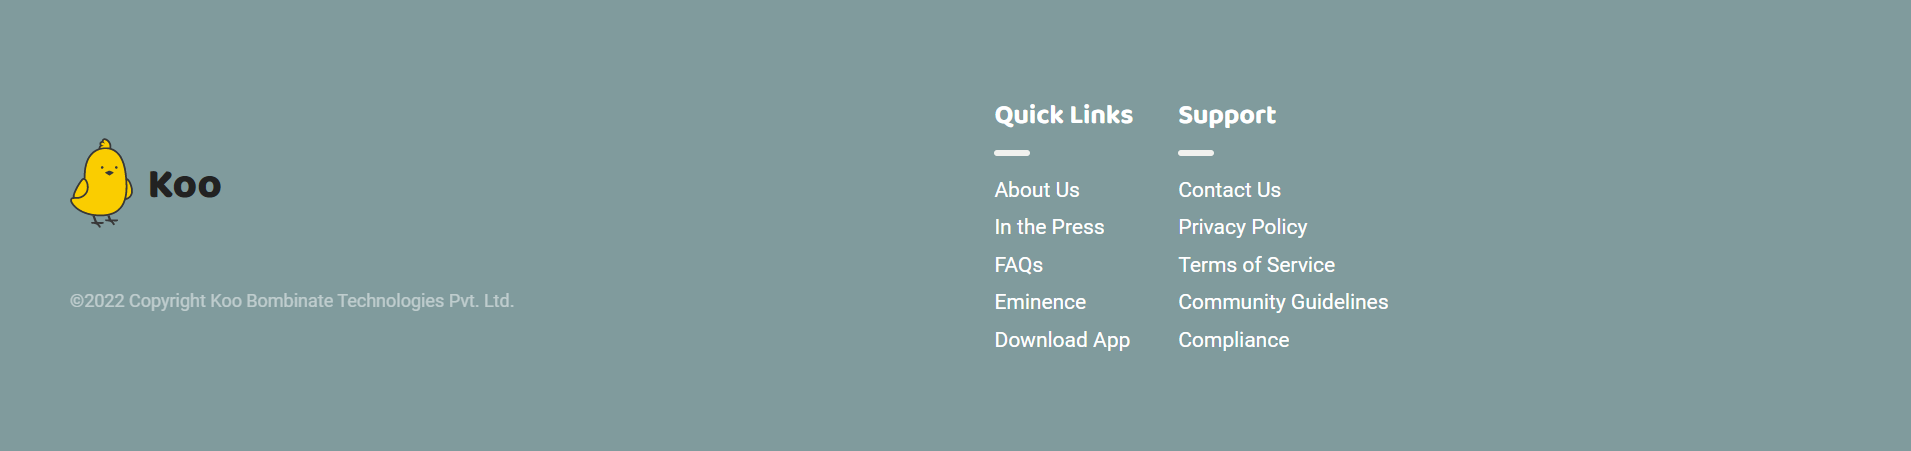 Koo
©2022 Copyright Koo Bombinate Technologies Pvt. Ltd.
Quick Links
About Us
In the Press
FAQs
Eminence
Download App
Support
Contact Us
Privacy Policy
Terms of Service
Community Guidelines
Compliance